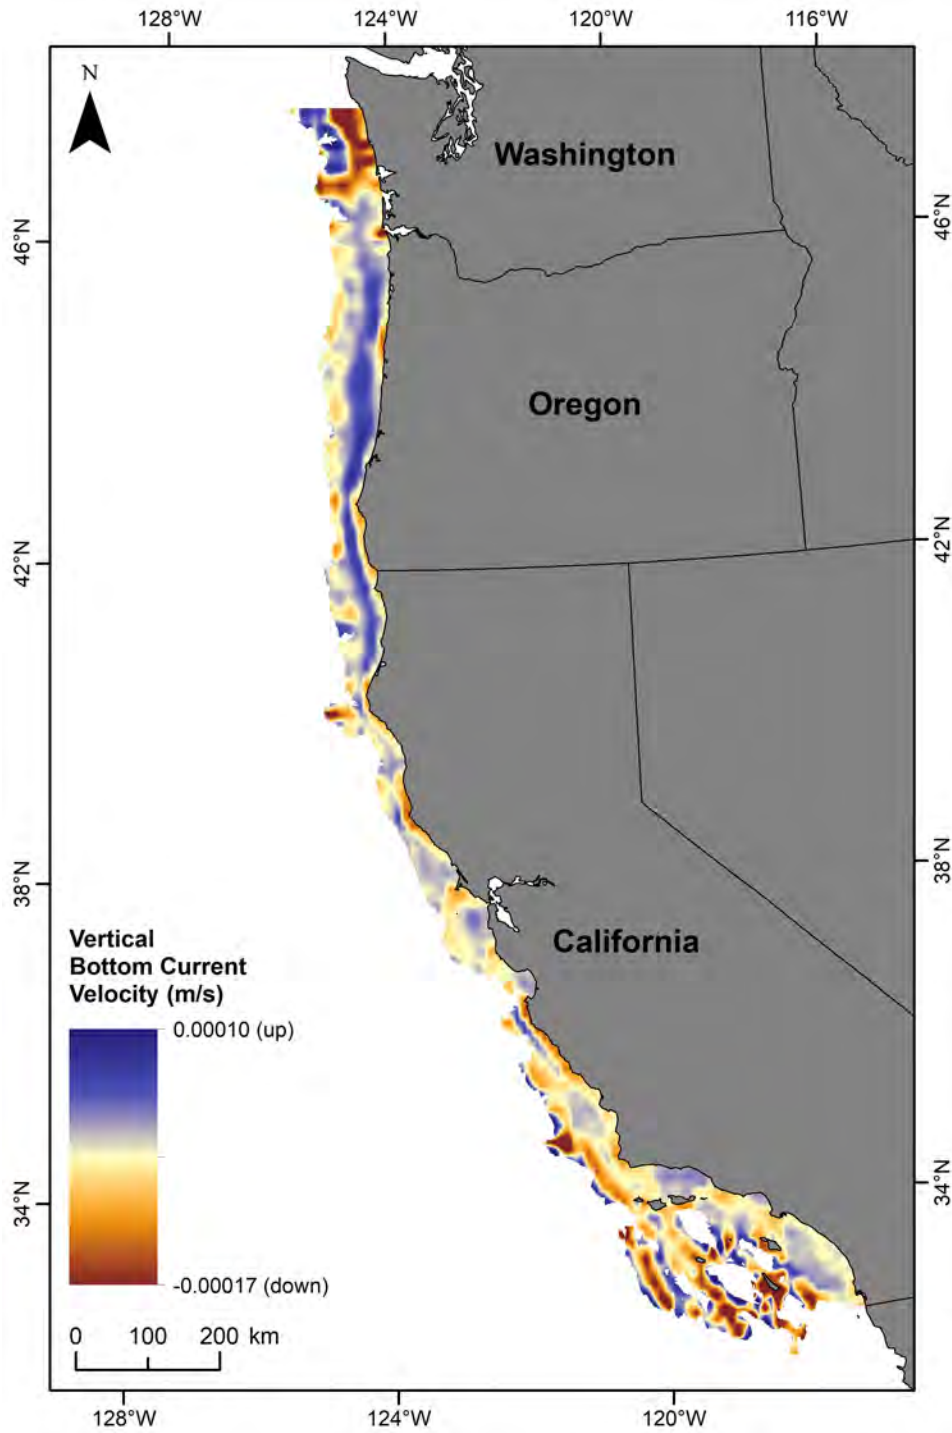 128°W 124°W 120°W 116°W
N
Washington
46°N 46°N
Oregon
42°N 42°N
38°N 38°N
California
Vertical
Bottom Current
Velocity (m/s)
0.00010 (up)
34°N 34°N
-0.00017 (down)
0 100 200 km
128°W 124°W 120°W